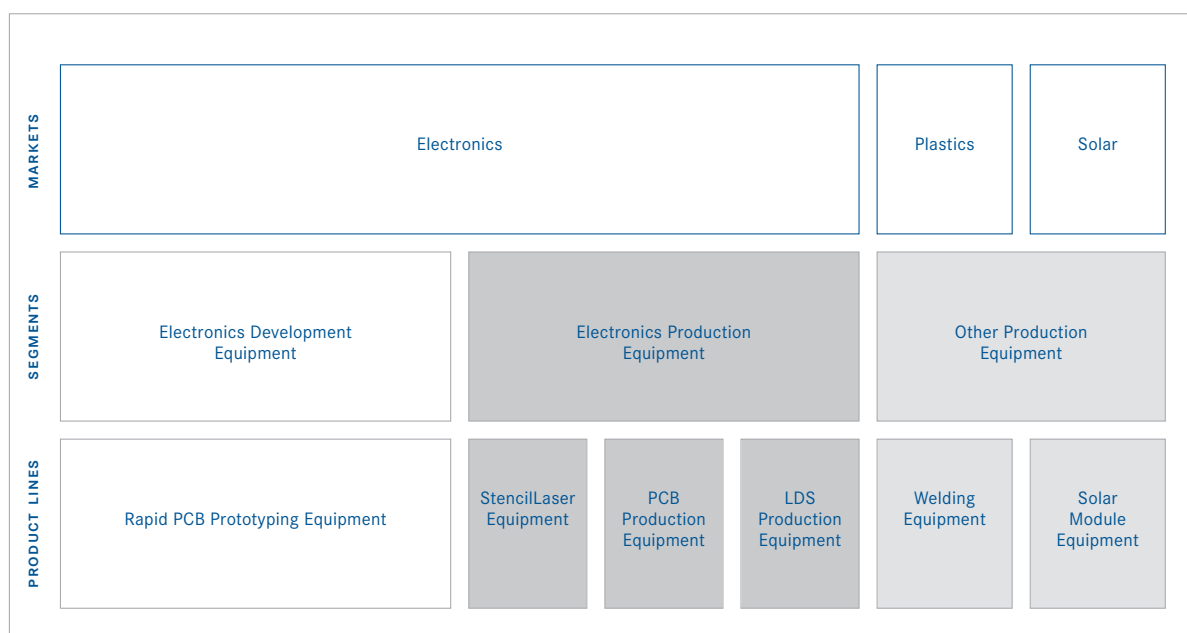 MARKETS
Electronics
Plastics
Solar
SEGMENTS
Electronics Development
Equipment
Electronics Production
Equipment
Other Production
Equipment
PRODUCT LINES
Rapid PCB Prototyping Equipment
StencilLaser
Equipment
PCB
Production
Equipment
LDS
Production
Equipment
Welding
Equipment
Solar
Module
Equipment